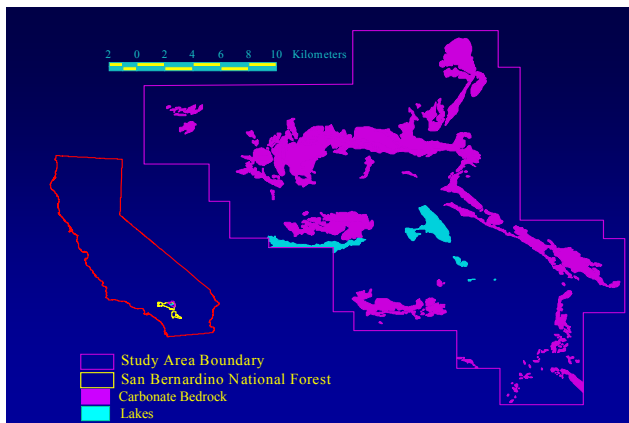 2 0 2 4 6 8 10 Kilometers
Study Area Boundary
San Bernardino National Forest
Carbonate Bedrock
Lakes